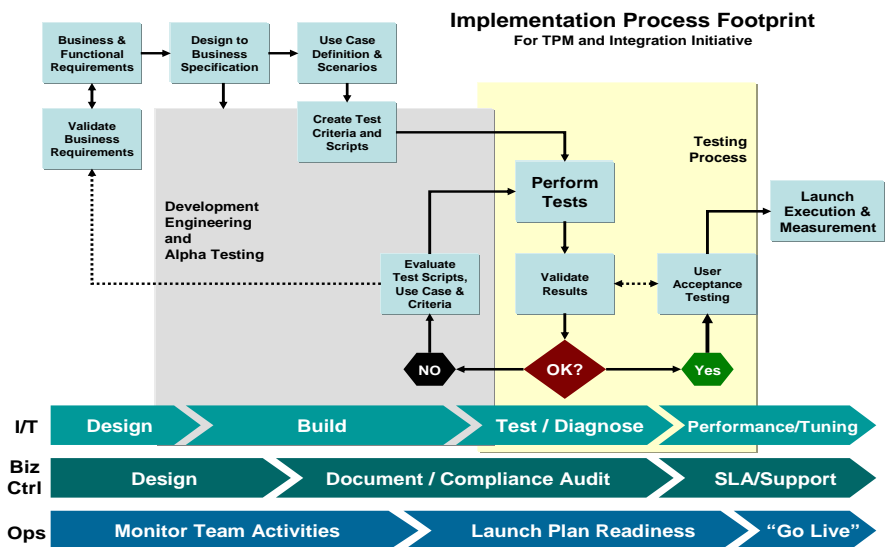 Implementation Process Footprint
For TPM and Integration Initiative
Business &
Functional
Requirements
Design to
Business
Specification
Use Case
Definition &
Scenarios
Validate
Business
Requirements
Create Test
Criteria and
Scripts
Testing
Process
Perform
Tests
Launch
Execution &
Measurement
Development
Engineering
and
Alpha Testing
Evaluate
Test Scripts,
Use Case &
Criteria
Validate
Results
User
Acceptance
Testing
NO
OK?
Yes
I/T
Design
Build
Test / Diagnose
Performance/Tuning
Biz
Ctrl
Design
Document / Compliance Audit
SLA/Support
Ops
Monitor Team Activities
Launch Plan Readiness
“Go Live”